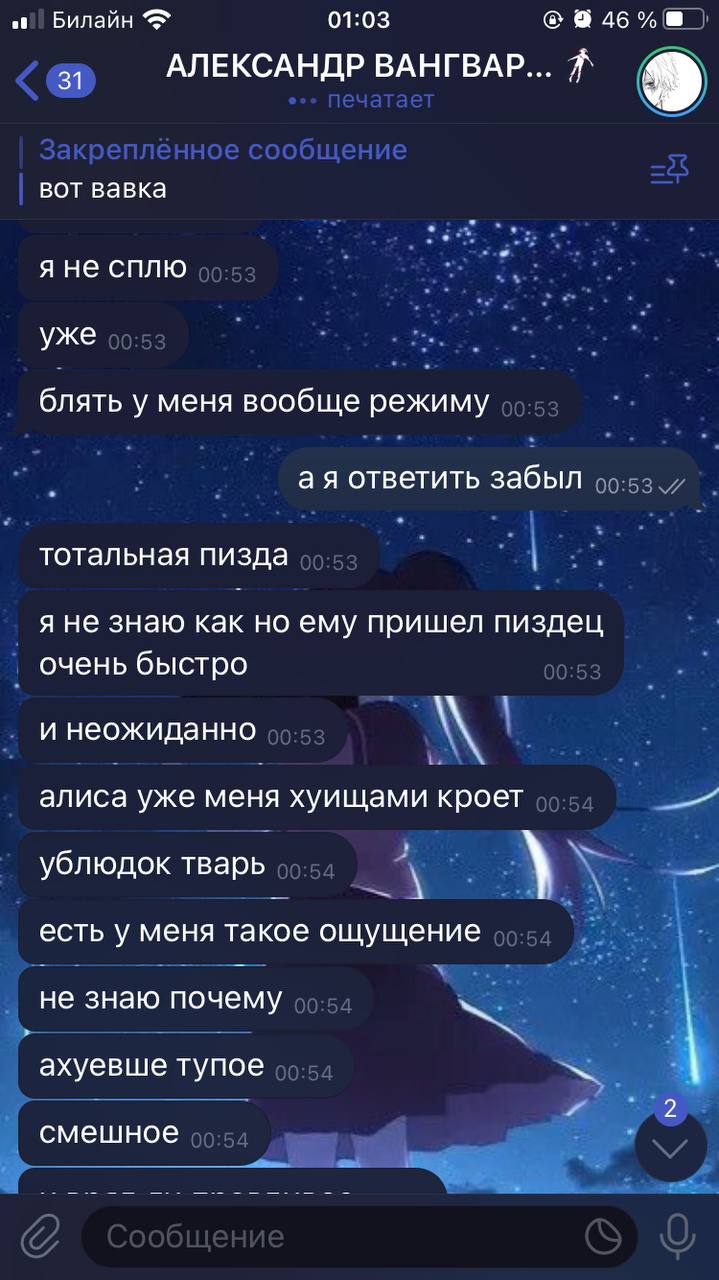 Билайн 01:03 46 %
31 АЛЕКСАНДР ВАНГВАР...
печатает
Закреплённое сообщение
вот вавка
я не сплю 00:53
уже 00:53
блять у меня вообще режиму 00:53
а я ответить забыл 00:53
тотальная пизда 00:53
я не знаю как но ему пришел пиздец
очень быстро 00:53
и неожиданно 00:53
алиса уже меня хуищами кроет 00:54
ублюдок тварь 00:54
есть у меня такое ощущение 00:54
не знаю почему 00:54
ахуевше тупое 00:54
2
смешное 00:54
Сообщение